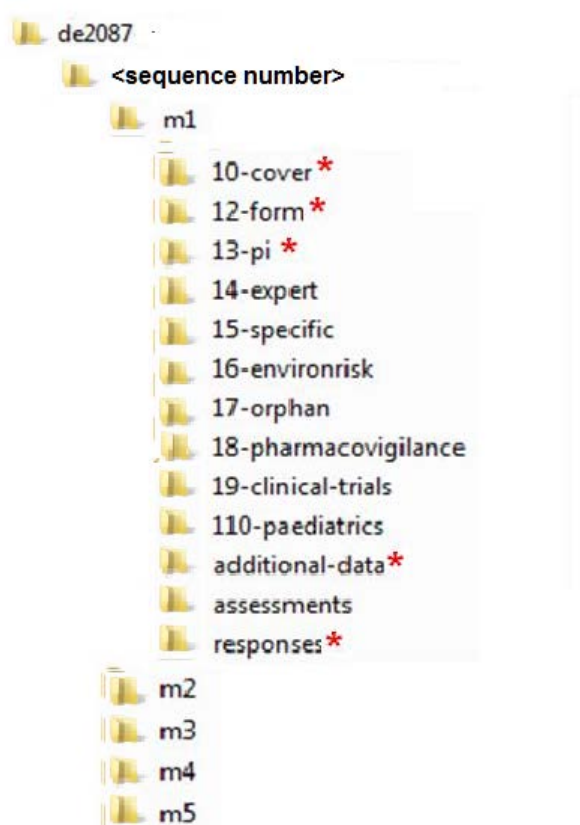 de2087
<sequence number>
m1
10-cover *
12-form *
13-pi *
14-expert
15-specific
16-environrisk
17-orphan
18-pharmacovigilance
19-clinical-trials
110-paediatrics
additional-data*
assessments
responses*
m2
m3
m4
m5